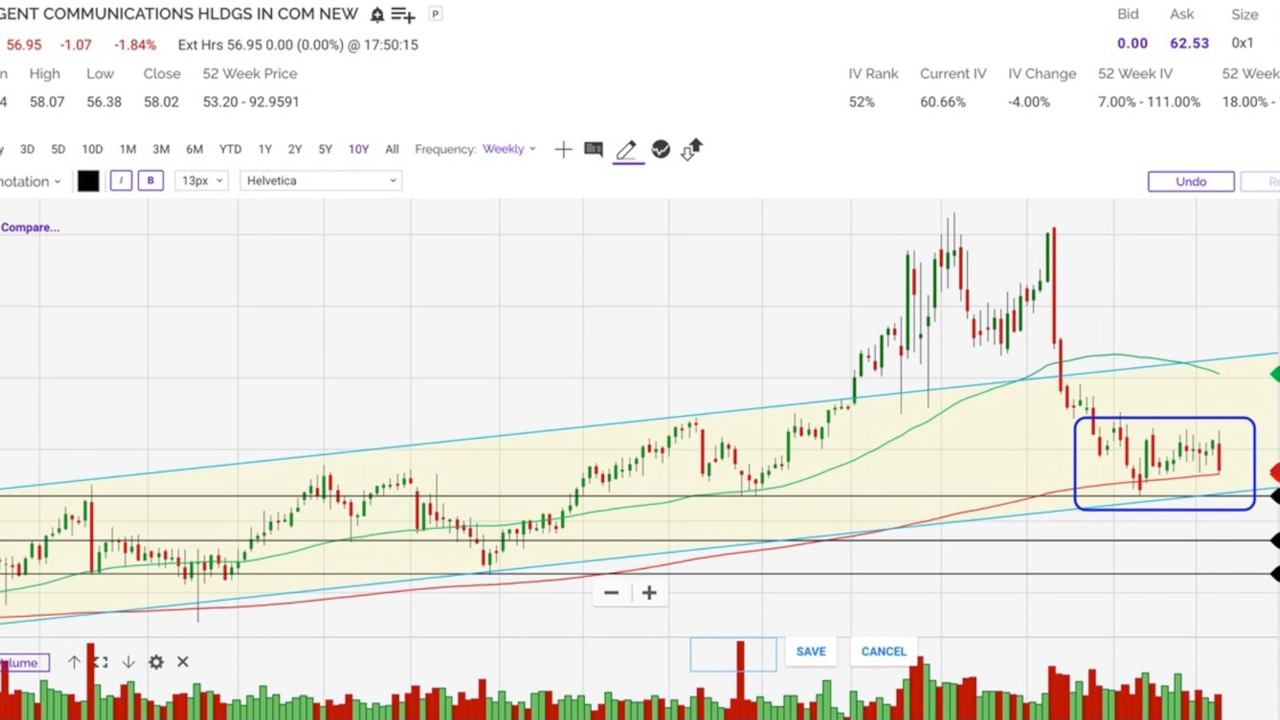 GENT COMMUNICATIONS HLDGS IN COM NEW P
Bid Ask Size
56.95 -1.07 -1.84% Ext Hrs 56.95 0.00 (0.00%) @ 17:50:15
0.00 62.53 0x1
n High Low Close 52 Week Price
IV Rank Current IV IV Change 52 Week IV 52 Week
4 58.07 56.38 58.02 53.20 - 92.9591
52% 60.66% -4.00% 7.00% - 111.00% 18.00% -
y 3D 5D 10D 1M 3M 6M YTD 1Y 2Y 5Y 10Y All Frequency: Weekly
notation I B 13px Helvetica
Undo Re
Compare...
− +
lume
SAVE CANCEL